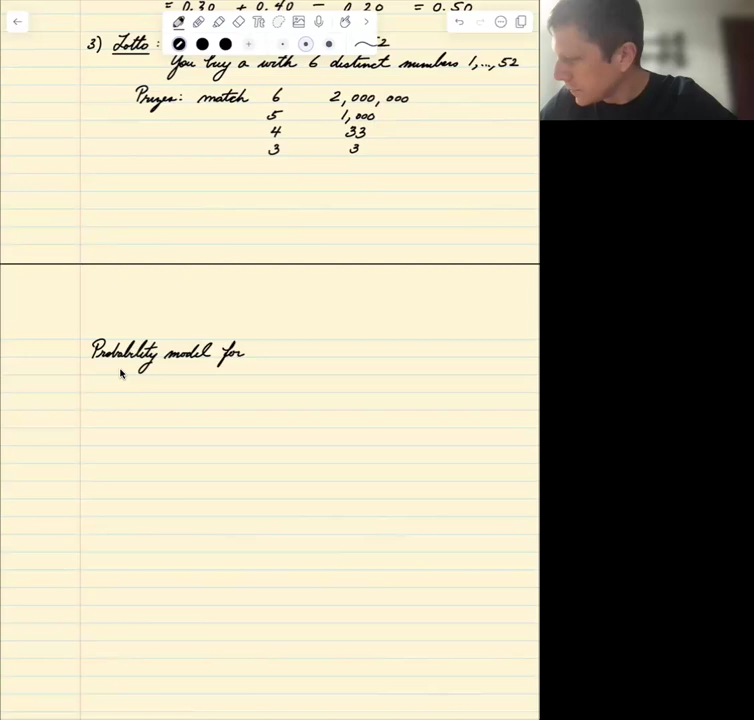 = 0.30 + 0.40 - 0.20 = 0.50
3) Lotto : 52
You buy a with 6 distinct numbers 1,...,52
Prizes: match 6 2,000,000
5 1,000
4 33
3 3
Probability model for